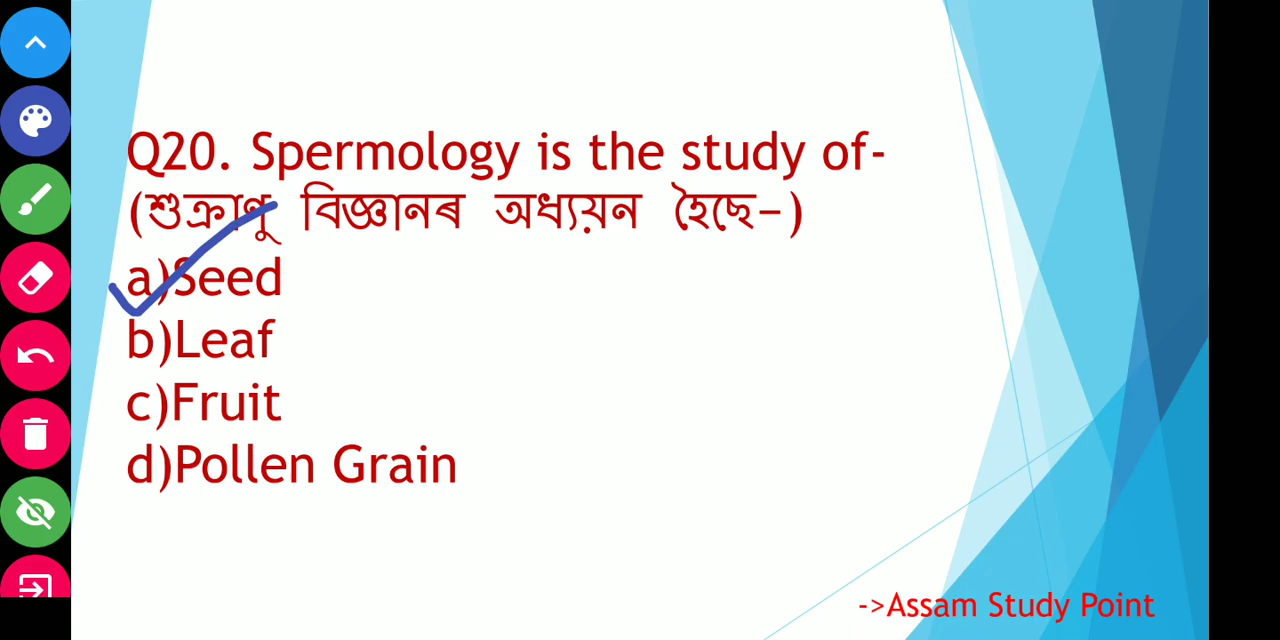 Q20. Spermology is the study of-
(শুক্ৰাণু বিজ্ঞানৰ অধ্যয়ন হৈছে–)
a)Seed
b)Leaf
c)Fruit
d)Pollen Grain
->Assam Study Point